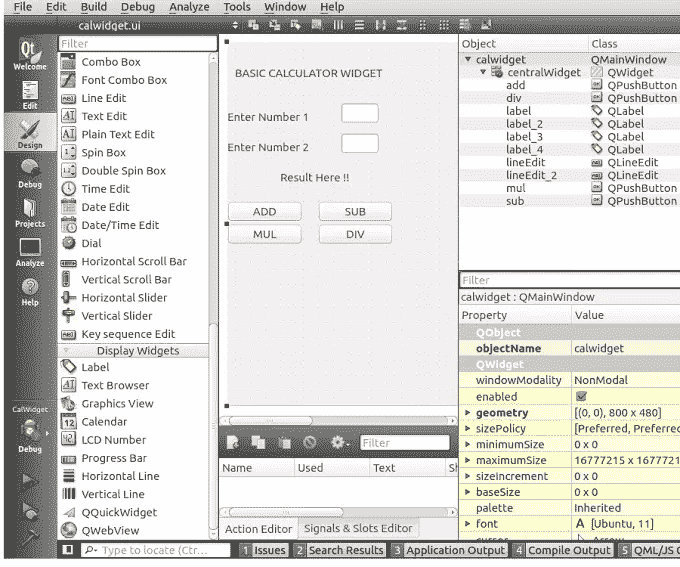 File Edit Build Debug Analyze Tools Window Help
calwidget.ui
Welcome
Edit
Design
Debug
Projects
Analyze
Help
CalWidget
Debug
Filter
Combo Box
Font Combo Box
Line Edit
Text Edit
Plain Text Edit
Spin Box
Double Spin Box
Time Edit
Date Edit
Date/Time Edit
Dial
Horizontal Scroll Bar
Vertical Scroll Bar
Horizontal Slider
Vertical Slider
Key sequence Edit
Display Widgets
Label
Text Browser
Graphics View
Calendar
LCD Number
Progress Bar
Horizontal Line
Vertical Line
QQuickWidget
QWebView
BASIC CALCULATOR WIDGET
Enter Number 1
Enter Number 2
Result Here !!
ADD SUB
MUL DIV
Filter
Name Used Text Sh
Action Editor Signals & Slots Editor
Object Class
calwidget QMainWindow
centralWidget QWidget
add QPushButton
div QPushButton
label QLabel
label_2 QLabel
label_3 QLabel
label_4 QLabel
lineEdit QLineEdit
lineEdit_2 QLineEdit
mul QPushButton
sub QPushButton
Filter
calwidget : QMainWindow
Property Value
QObject
objectName calwidget
QWidget
windowModality NonModal
enabled
geometry [(0, 0), 800 x 480]
sizePolicy [Preferred, Preferre
minimumSize 0 x 0
maximumSize 16777215 x 1677721
sizeIncrement 0 x 0
baseSize 0 x 0
palette Inherited
font A [Ubuntu, 11]
cursor Arrow
Type to locate (Ctr... 1 Issues 2 Search Results 3 Application Output 4 Compile Output 5 QML/JS C